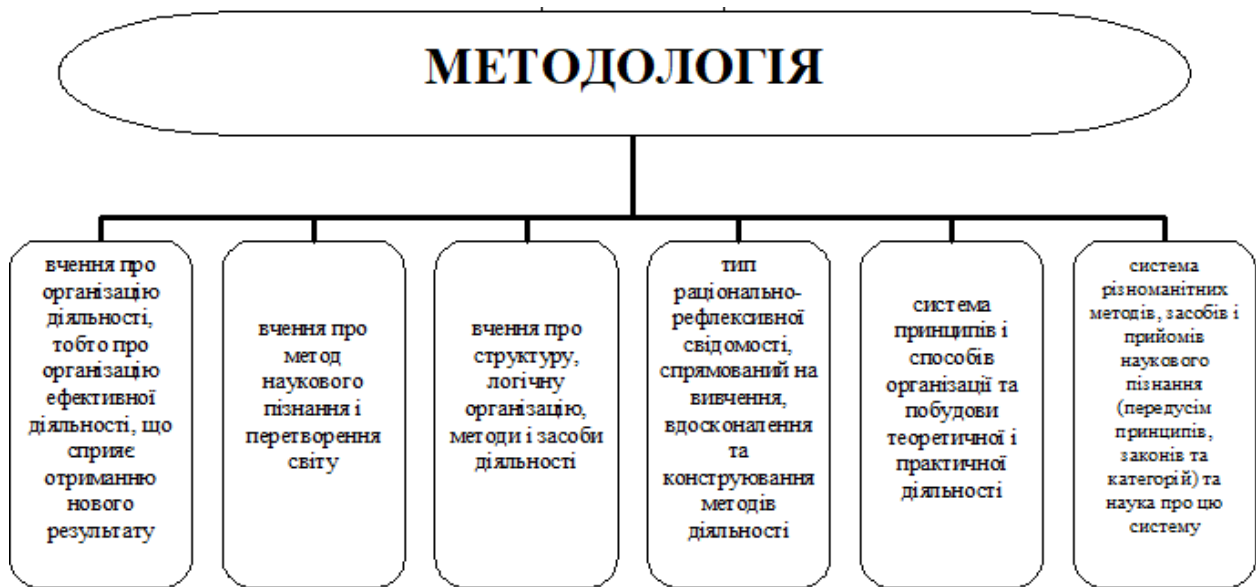 МЕТОДОЛОГІЯ
вчення про
організацію
діяльності,
тобто про
організацію
ефективної
діяльності, що
сприяє
отриманню
нового
результату
вчення про
метод
наукового
пізнання і
перетворення
світу
вчення про
структуру,
логічну
організацію,
методи і засоби
діяльності
тип
раціонально-
рефлексивної
свідомості,
спрямований на
вивчення,
вдосконалення
та
конструювання
методів
діяльності
система
принципів і
способів
організації та
побудови
теоретичної і
практичної
діяльності
система
різноманітних
методів, засобів і
прийомів
наукового
пізнання
(передусім
принципів,
законів та
категорій) та
наука про цю
систему